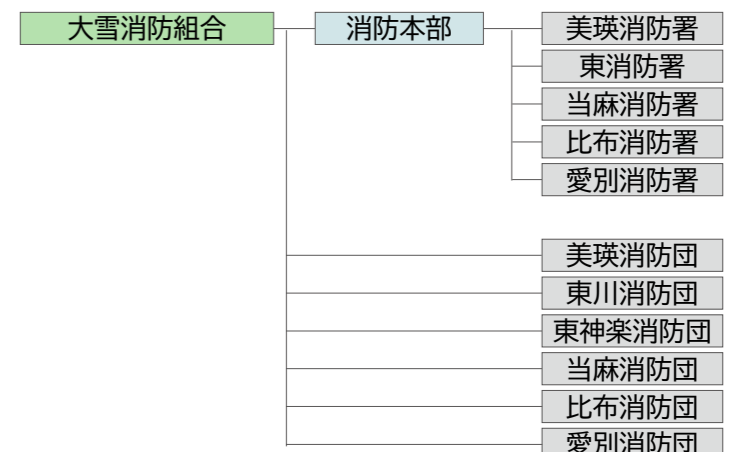 大雪消防組合
消防本部
美瑛消防署
東消防署
当麻消防署
比布消防署
愛別消防署
美瑛消防団
東川消防団
東神楽消防団
当麻消防団
比布消防団
愛別消防団